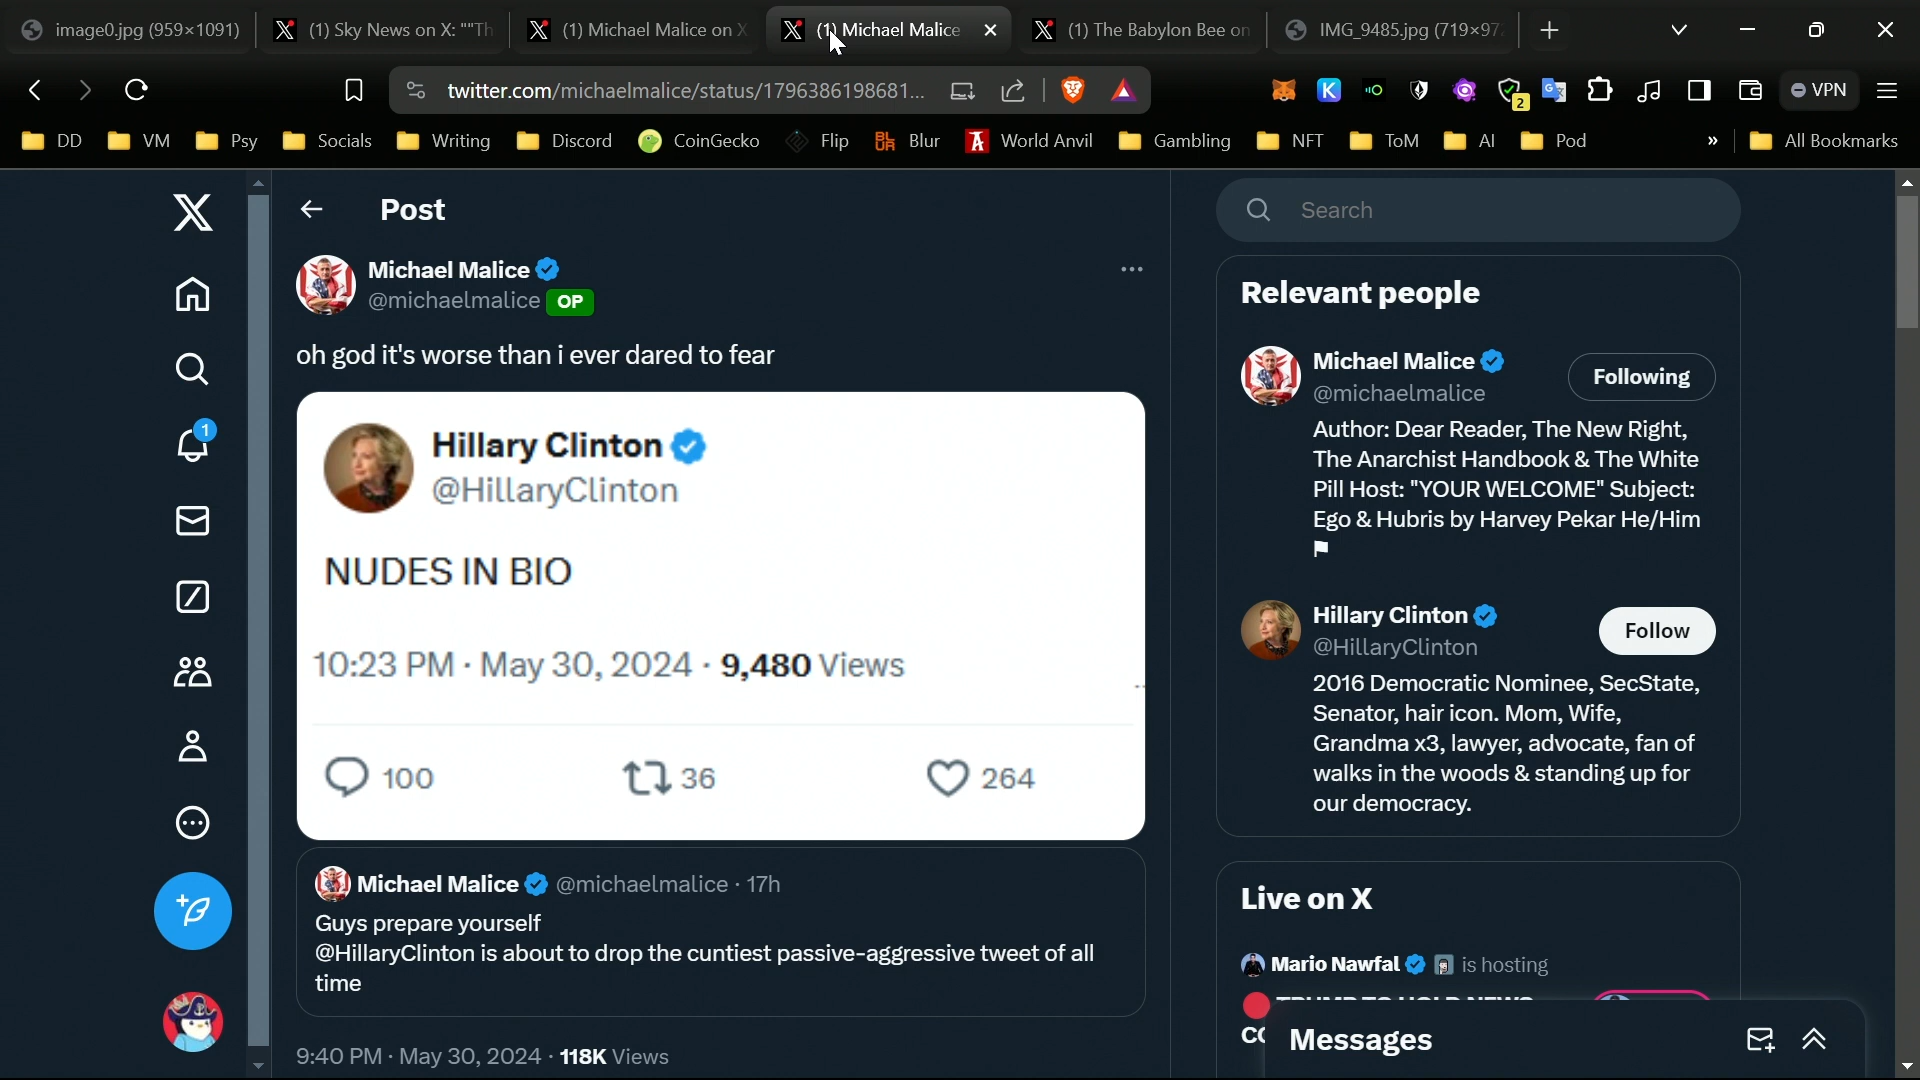 image0.jpg (959×1091)
(1) Sky News on X: ""Th
(1) Michael Malice on X
(1) Michael Malice
(1) The Babylon Bee on
IMG_9485.jpg (719×97
twitter.com/michaelmalice/status/1796386198681...
2
VPN
DD
VM
Psy
Socials
Writing
Discord
CoinGecko
Flip
Blur
World Anvil
Gambling
NFT
ToM
AI
Pod
»
All Bookmarks
Post
Search
Michael Malice
@michaelmalice OP
oh god it's worse than i ever dared to fear
Hillary Clinton
@HillaryClinton
NUDES IN BIO
10:23 PM · May 30, 2024 · 9,480 Views
100
36
264
Michael Malice @michaelmalice · 17h
Guys prepare yourself
@HillaryClinton is about to drop the cuntiest passive-aggressive tweet of all
time
9:40 PM · May 30, 2024 · 118K Views
1
Relevant people
Michael Malice
@michaelmalice
Following
Author: Dear Reader, The New Right,
The Anarchist Handbook & The White
Pill Host: "YOUR WELCOME" Subject:
Ego & Hubris by Harvey Pekar He/Him
Hillary Clinton
@HillaryClinton
Follow
2016 Democratic Nominee, SecState,
Senator, hair icon. Mom, Wife,
Grandma x3, lawyer, advocate, fan of
walks in the woods & standing up for
our democracy.
Live on X
Mario Nawfal is hosting
TRUMP TO HOLD NEWS
Messages